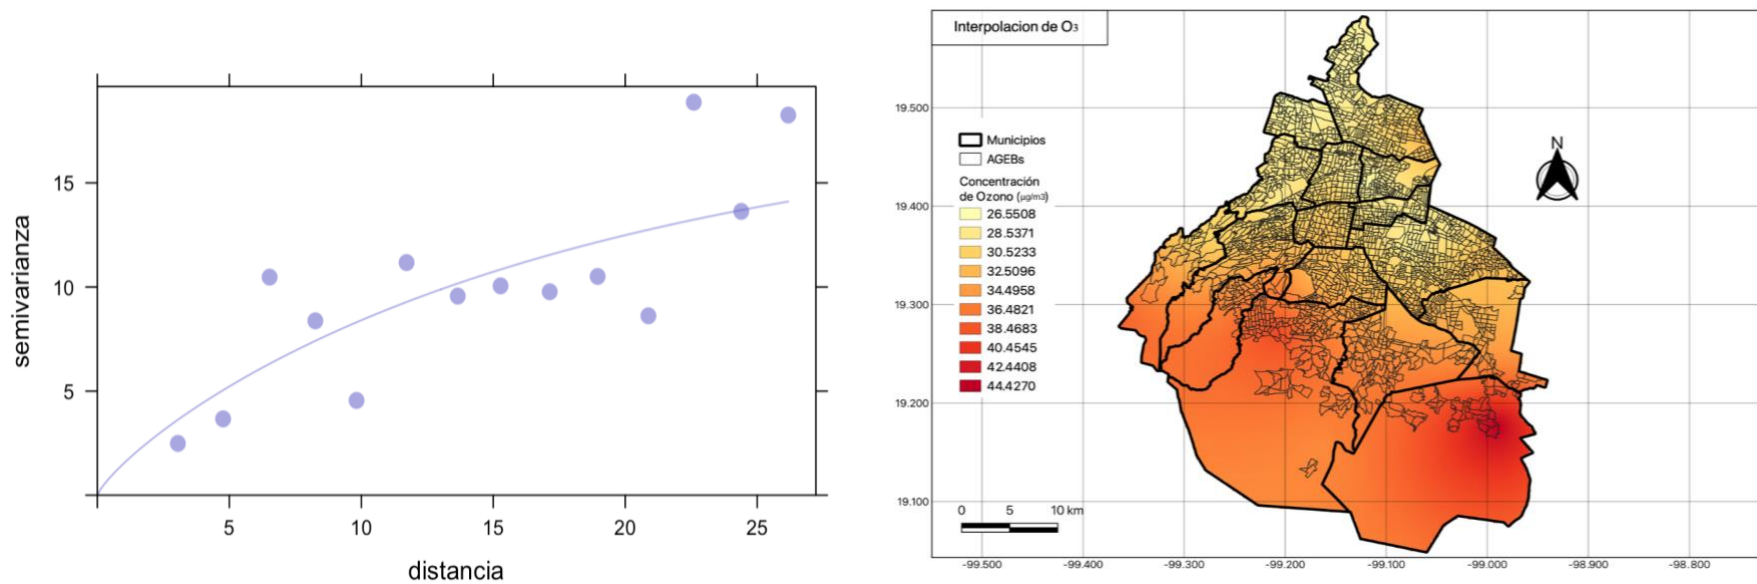 semivarianza
15
10
5
5
10
15
20
25
distancia
Interpolacion de O3
19.500
19.400
19.300
19.200
19.100
Municipios
AGEBs
Concentración
de Ozono (µg/m3)
26.5508
28.5371
30.5233
32.5096
34.4958
36.4821
38.4683
40.4545
42.4408
44.4270
N
0 5 10 km
-99.500 -99.400 -99.300 -99.200 -99.100 -99.000 -98.900 -98.800